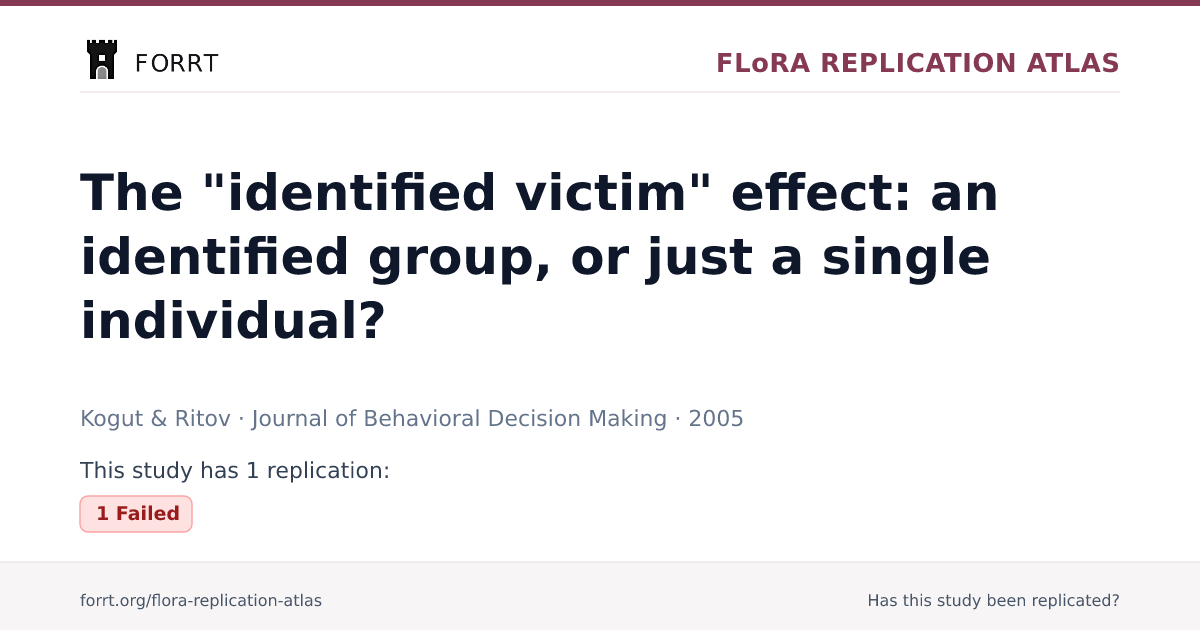 FORRT
FLoRA REPLICATION ATLAS
The "identified victim" effect: an
identified group, or just a single
individual?
Kogut & Ritov · Journal of Behavioral Decision Making · 2005
This study has 1 replication:
1 Failed
forrt.org/flora-replication-atlas
Has this study been replicated?